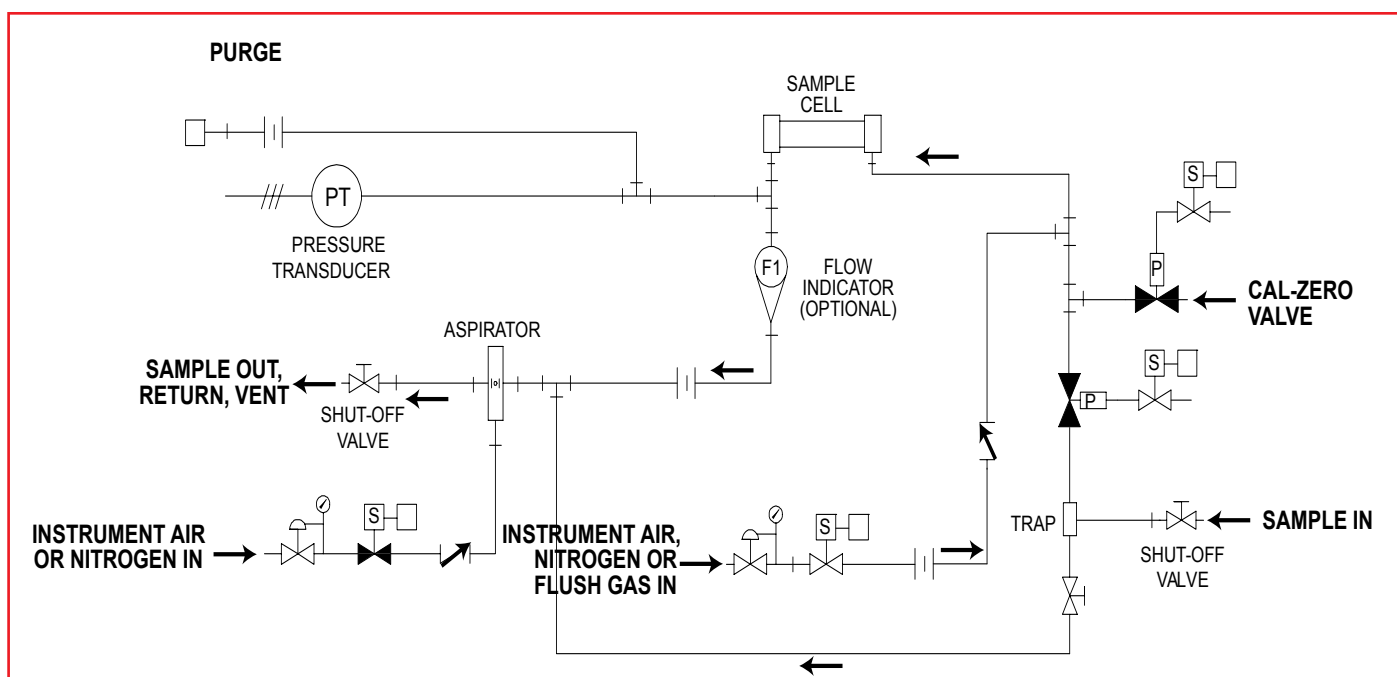 PURGE
SAMPLE
CELL
S
PT
PRESSURE
TRANSDUCER
F1
FLOW
INDICATOR
(OPTIONAL)
P
CAL-ZERO
VALVE
ASPIRATOR
SAMPLE OUT,
RETURN, VENT
SHUT-OFF
VALVE
S
P
INSTRUMENT AIR
OR NITROGEN IN
S
INSTRUMENT AIR,
NITROGEN OR
FLUSH GAS IN
S
TRAP
SAMPLE IN
SHUT-OFF
VALVE